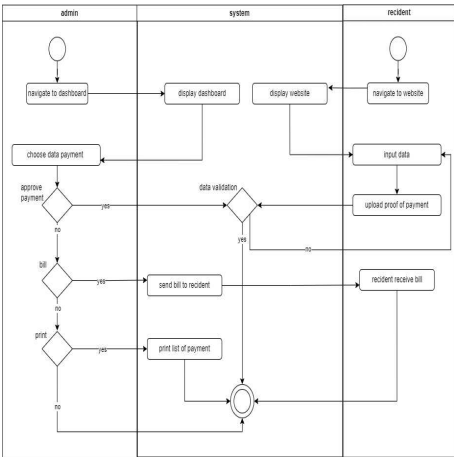 admin
system
recident
navigate to dashboard
display dashboard
display website
navigate to website
choose data payment
input data
approve
payment
data validation
upload proof of payment
yes
no
yes
no
bill
yes
send bill to recident
recident receive bill
no
print
yes
print list of payment
no